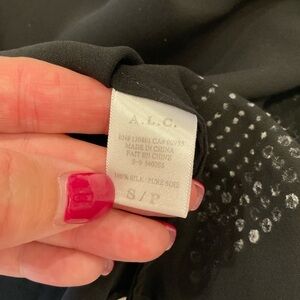 A.L.C.
MADE IN CHINA
FAIT EN CHINE
100% SILK / PURE SOIE
S/P